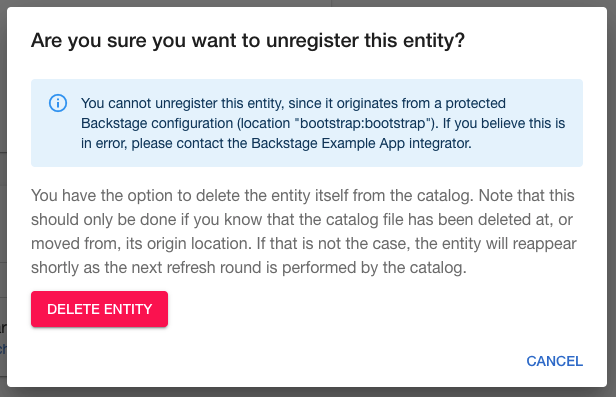 Are you sure you want to unregister this entity?
You cannot unregister this entity, since it originates from a protected
Backstage configuration (location "bootstrap:bootstrap"). If you believe this is
in error, please contact the Backstage Example App integrator.
You have the option to delete the entity itself from the catalog. Note that this
should only be done if you know that the catalog file has been deleted at, or
moved from, its origin location. If that is not the case, the entity will reappear
shortly as the next refresh round is performed by the catalog.
DELETE ENTITY
CANCEL